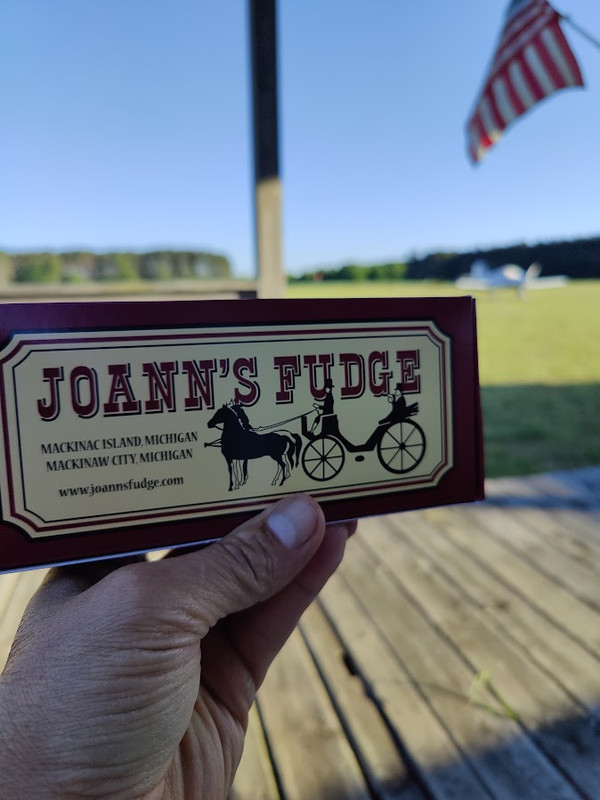 JOANN'S FUDGE
MACKINAC ISLAND, MICHIGAN
MACKINAW CITY, MICHIGAN
www.joannsfudge.com